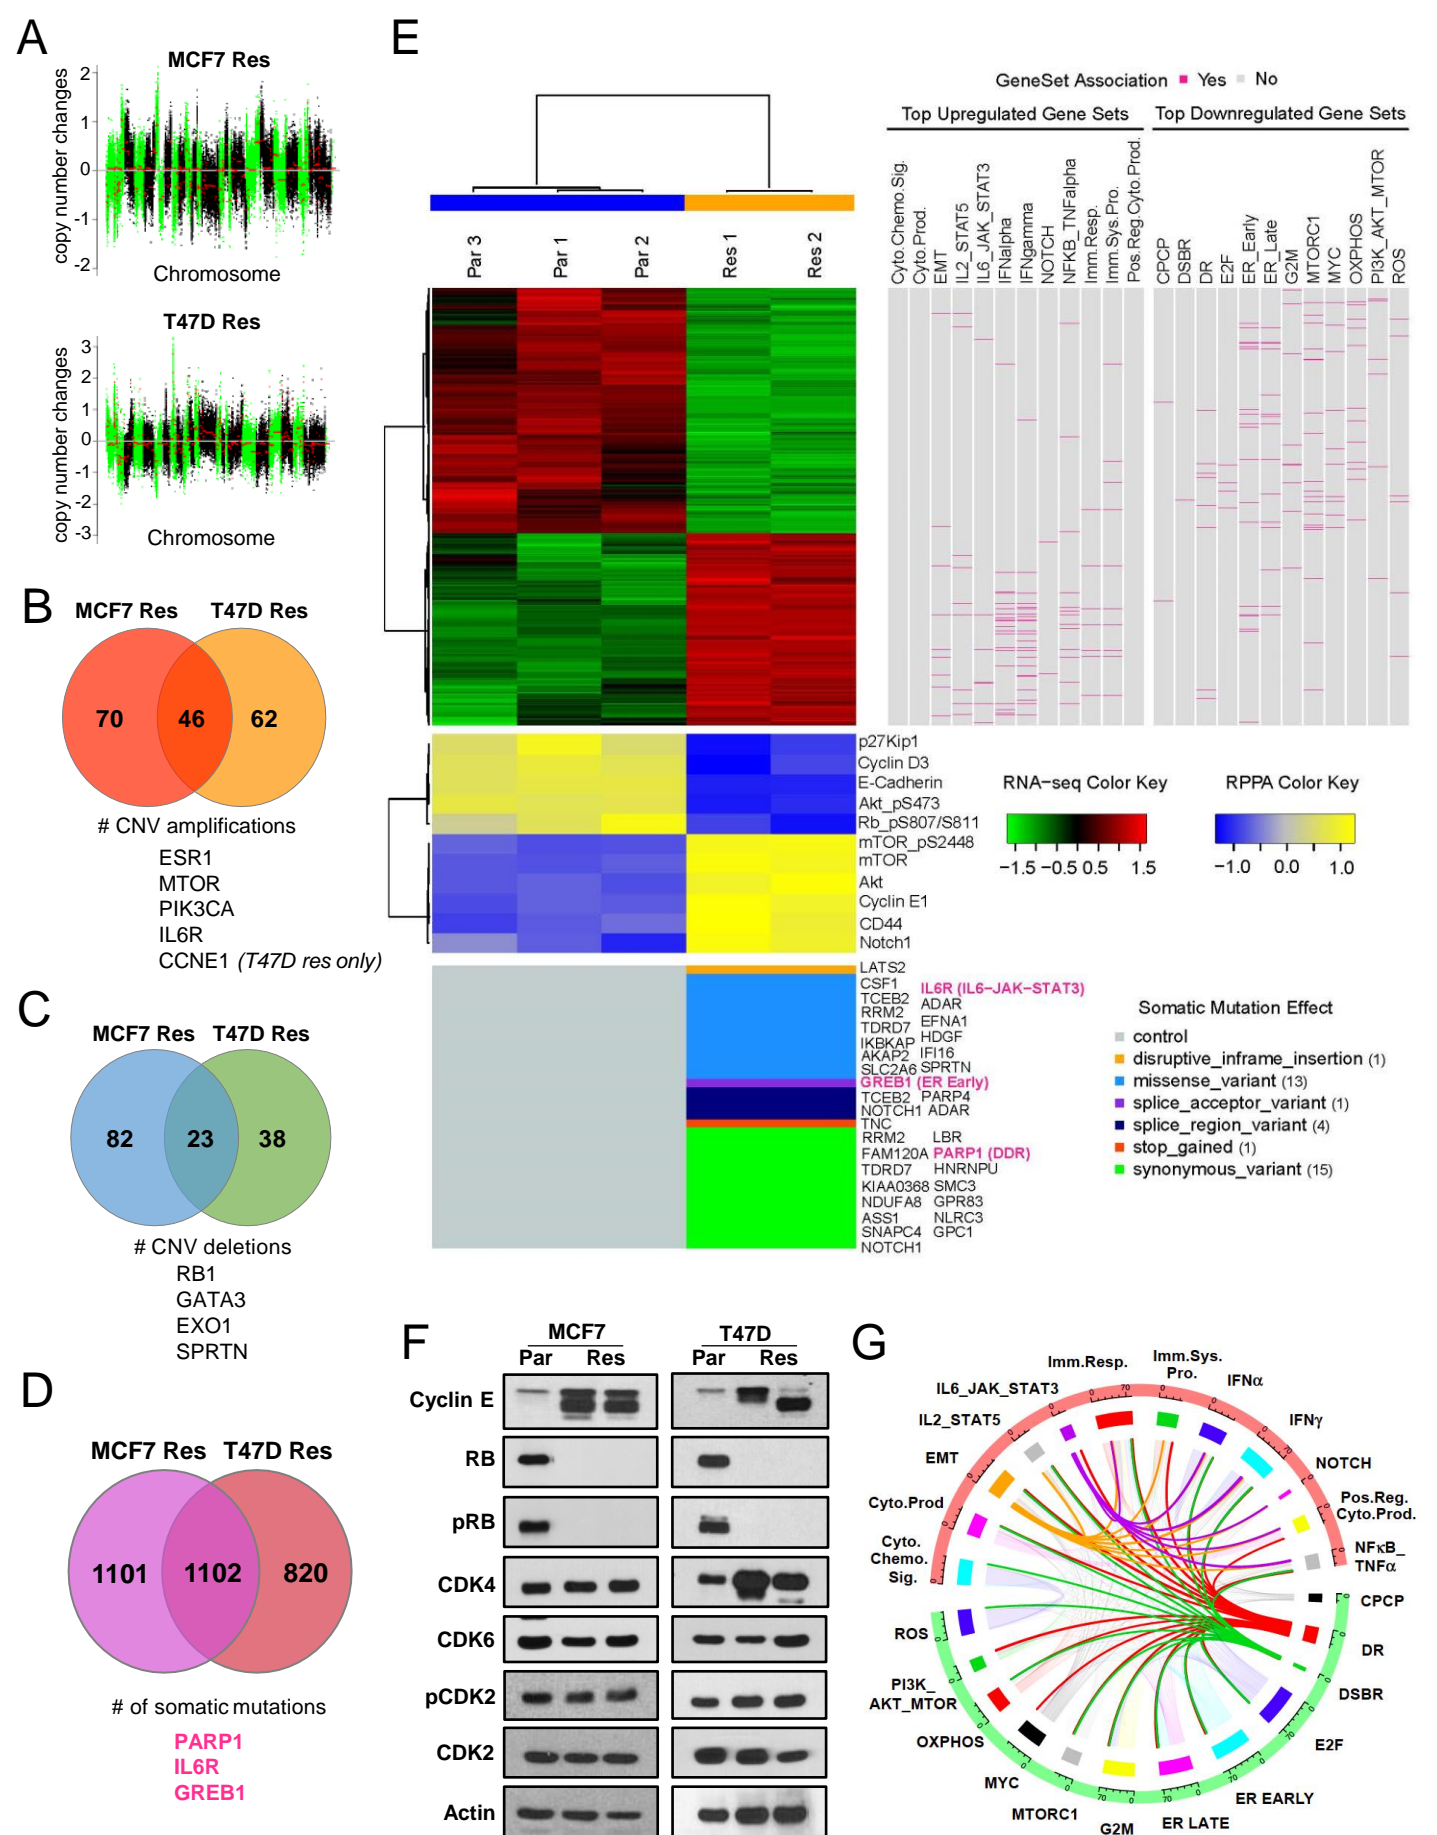 A
MCF7 Res
copy number changes
2
1
0
-1
-2
Chromosome
T47D Res
copy number changes
3
2
1
0
-1
-2
-3
Chromosome
B
MCF7 Res T47D Res
70 46 62
# CNV amplifications
ESR1
MTOR
PIK3CA
IL6R
CCNE1 (T47D res only)
C
MCF7 Res T47D Res
82 23 38
# CNV deletions
RB1
GATA3
EXO1
SPRTN
D
MCF7 Res T47D Res
1101 1102 820
# of somatic mutations
PARP1
IL6R
GREB1
E
GeneSet Association Yes No
Top Upregulated Gene Sets Top Downregulated Gene Sets
Cyto.Chemo.Sig.
Cyto.Prod.
EMT
IL2_STAT5
IL6_JAK_STAT3
IFNalpha
IFNgamma
NOTCH
NFKB_TNFalpha
Imm.Resp.
Imm.Sys.Pro.
Pos.Reg.Cyto.Prod.
CPCP
DSBR
DR
E2F
ER_Early
ER_Late
G2M
MTORC1
MYC
OXPHOS
PI3K_AKT_MTOR
ROS
Par 3
Par 1
Par 2
Res 1
Res 2
p27Kip1
Cyclin D3
E-Cadherin
Akt_pS473
Rb_pS807/S811
mTOR_pS2448
mTOR
Akt
Cyclin E1
CD44
Notch1
RNA-seq Color Key
−1.5 −0.5 0.5 1.5
RPPA Color Key
−1.0 0.0 1.0
LATS2
CSF1 IL6R (IL6−JAK−STAT3)
TCEB2 ADAR
RRM2 EFNA1
TDRD7 HDGF
IKBKAP IFI16
AKAP2 SPRTN
SLC2A6
GREB1 (ER Early)
TCEB2 PARP4
NOTCH1 ADAR
TNC
RRM2 LBR
FAM120A PARP1 (DDR)
TDRD7 HNRNPU
KIAA0368 SMC3
NDUFA8 GPR83
ASS1 NLRC3
SNAPC4 GPC1
NOTCH1
Somatic Mutation Effect
control
disruptive_inframe_insertion (1)
missense_variant (13)
splice_acceptor_variant (1)
splice_region_variant (4)
stop_gained (1)
synonymous_variant (15)
F
MCF7 T47D
Par Res Par Res
Cyclin E
RB
pRB
CDK4
CDK6
pCDK2
CDK2
Actin
G
Imm.Resp.
Imm.Sys.
Pro.
IFNα
IFNγ
NOTCH
Pos.Reg.
Cyto.Prod.
NFκB_
TNFα
CPCP
DR
DSBR
E2F
ER EARLY
ER LATE
G2M
MTORC1
MYC
OXPHOS
PI3K_
AKT_MTOR
ROS
Cyto.
Chemo.
Sig.
Cyto.Prod
EMT
IL2_STAT5
IL6_JAK_STAT3